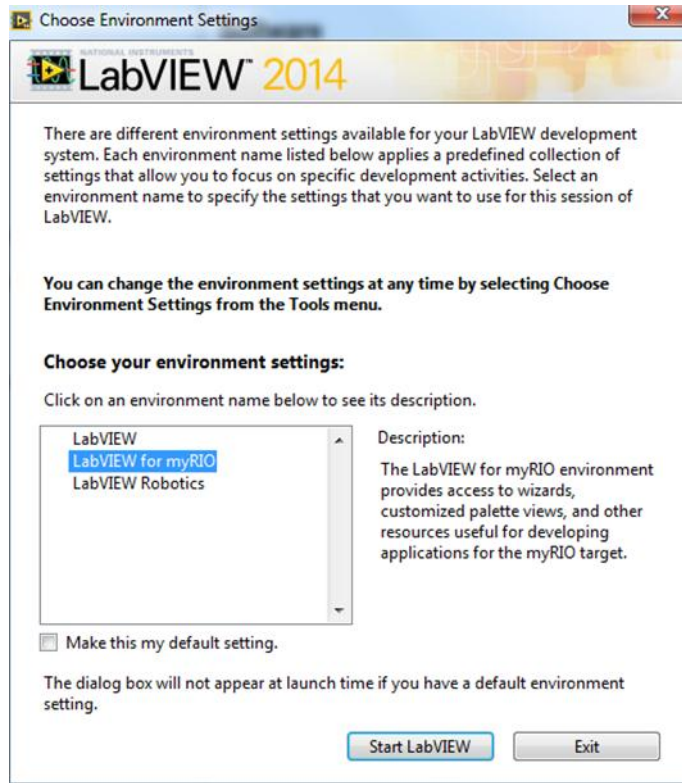 Choose Environment Settings
software
NATIONAL INSTRUMENTS
LabVIEW™ 2014
There are different environment settings available for your LabVIEW development
system. Each environment name listed below applies a predefined collection of
settings that allow you to focus on specific development activities. Select an
environment name to specify the settings that you want to use for this session of
LabVIEW.
You can change the environment settings at any time by selecting Choose
Environment Settings from the Tools menu.
Choose your environment settings:
Click on an environment name below to see its description.
LabVIEW
LabVIEW for myRIO
LabVIEW Robotics
Description:
The LabVIEW for myRIO environment
provides access to wizards,
customized palette views, and other
resources useful for developing
applications for the myRIO target.
Make this my default setting.
The dialog box will not appear at launch time if you have a default environment
setting.
Start LabVIEW
Exit